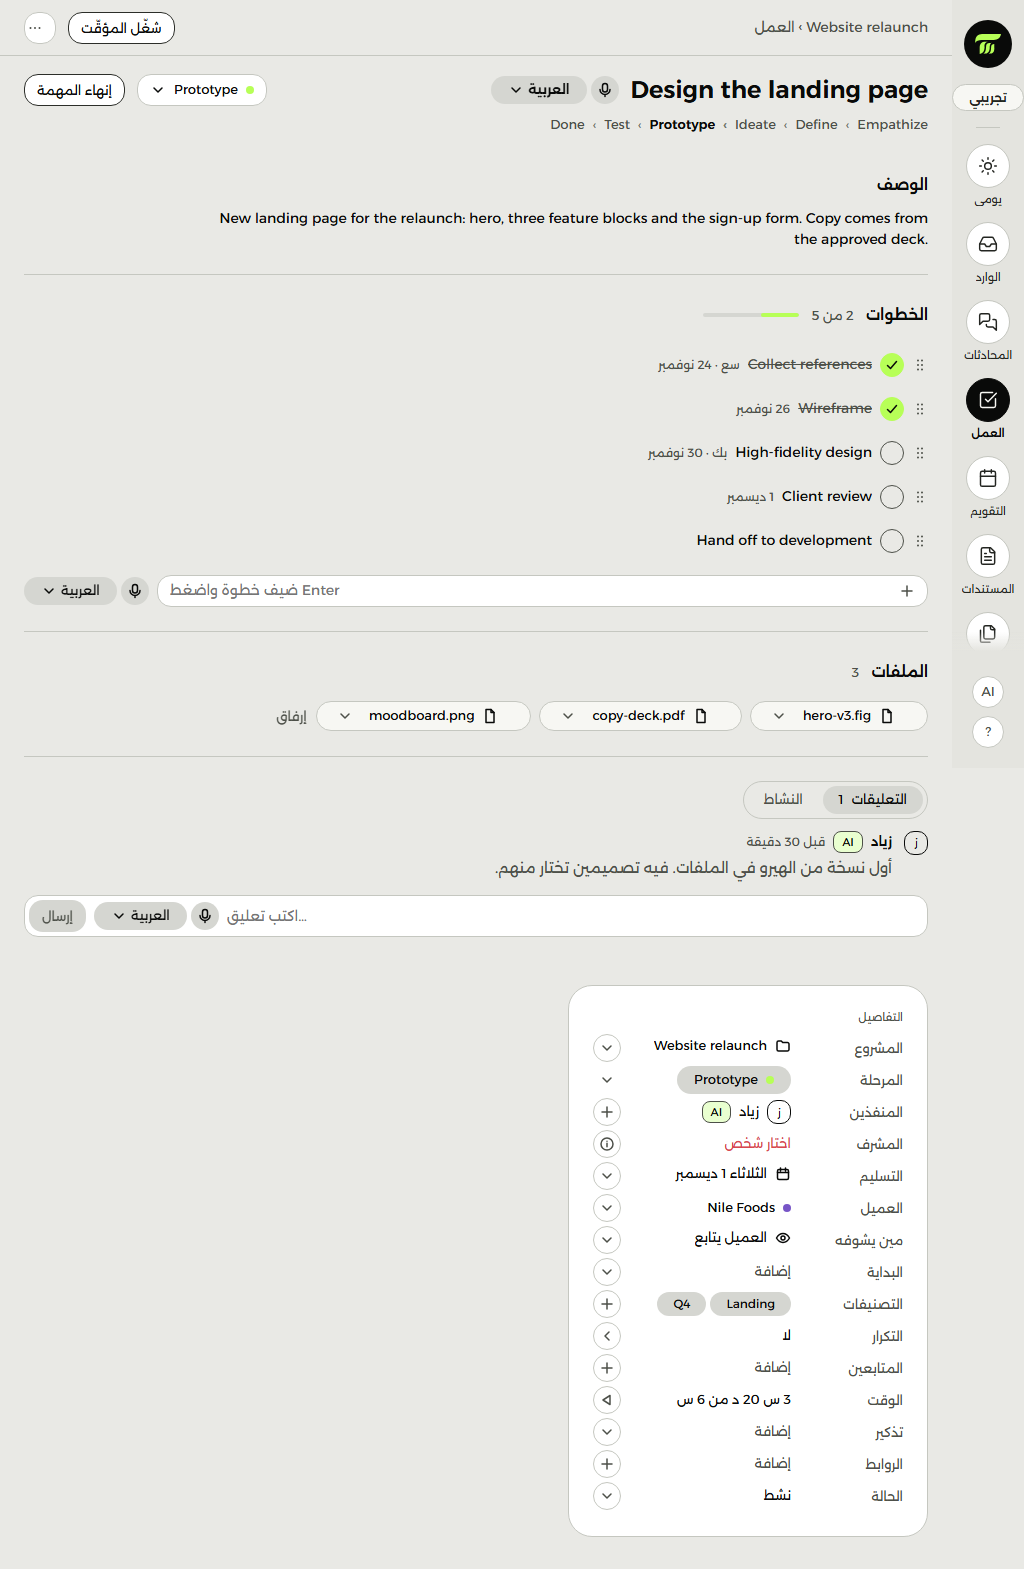 العمل › Website relaunch
شغّل المؤقّت
...
تجريبي
يومي
الوارد
المحادثات
العمل
التقويم
المستندات
AI
?
Design the landing page
العربية
Prototype
إنهاء المهمة
Empathize ‹ Define ‹ Ideate ‹ Prototype ‹ Test ‹ Done
الوصف
New landing page for the relaunch: hero, three feature blocks and the sign-up form. Copy comes from
the approved deck.
الخطوات 2 من 5
Collect references سع · 24 نوفمبر
Wireframe 26 نوفمبر
High-fidelity design بك · 30 نوفمبر
Client review 1 ديسمبر
Hand off to development
ضيف خطوة واضغط Enter
العربية
الملفات 3
hero-v3.fig
copy-deck.pdf
moodboard.png
إرفاق
التعليقات 1
النشاط
ز زياد AI قبل 30 دقيقة
أول نسخة من الهيرو في الملفات. فيه تصميمين تختار منهم.
اكتب تعليق...
العربية
إرسال
التفاصيل
المشروع Website relaunch
المرحلة Prototype
المنفذين ز زياد AI
المشرف اختار شخص
التسليم الثلاثاء 1 ديسمبر
العميل Nile Foods
مين يشوفه العميل يتابع
البداية إضافة
التصنيفات Landing Q4
التكرار لا
المتابعين إضافة
الوقت 3 س 20 د من 6 س
تذكير إضافة
الروابط إضافة
الحالة نشط